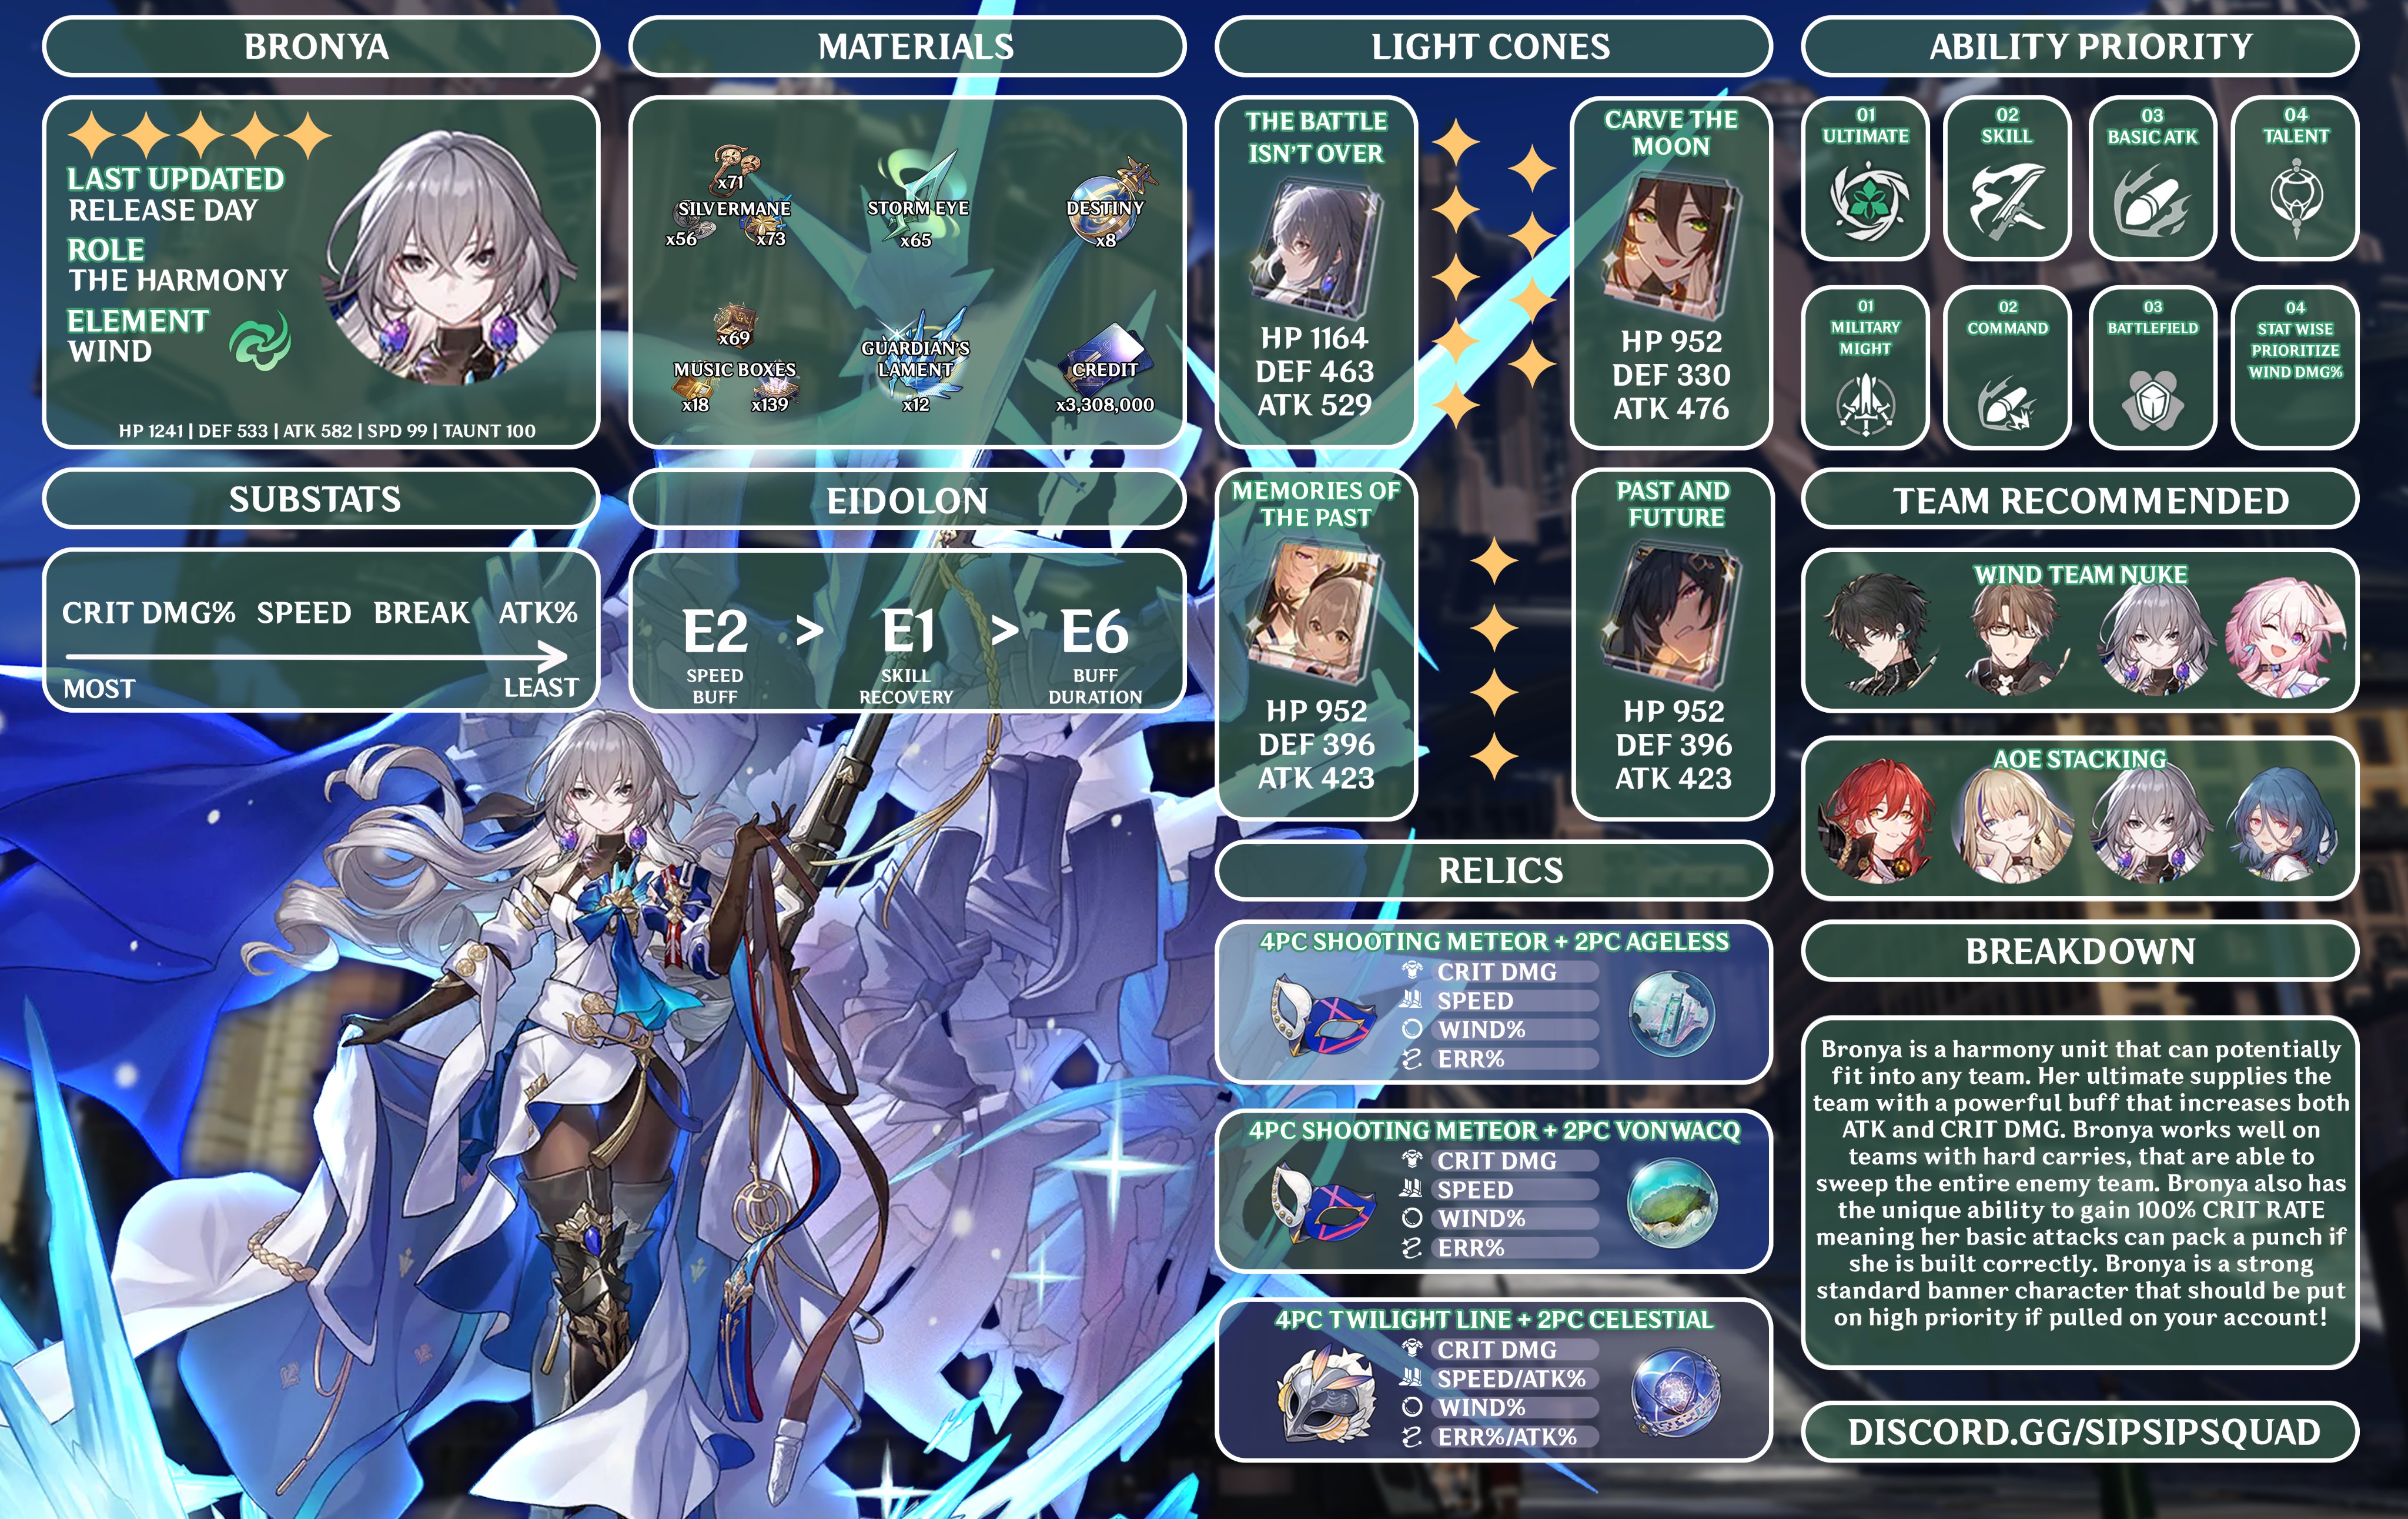 BRONYA
LAST UPDATED
RELEASE DAY
ROLE
THE HARMONY
ELEMENT
WIND
HP 1241 | DEF 533 | ATK 582 | SPD 99 | TAUNT 100
SUBSTATS
CRIT DMG% SPEED BREAK ATK%
MOST
LEAST
MATERIALS
x71
SILVERMANE
x56
x73
STORM EYE
x65
DESTINY
x8
x69
MUSIC BOXES
x18
x139
GUARDIAN'S
LAMENT
x12
CREDIT
x3,308,000
EIDOLON
E2 > E1 > E6
SPEED
BUFF
SKILL
RECOVERY
BUFF
DURATION
LIGHT CONES
THE BATTLE
ISN'T OVER
HP 1164
DEF 463
ATK 529
CARVE THE
MOON
HP 952
DEF 330
ATK 476
MEMORIES OF
THE PAST
HP 952
DEF 396
ATK 423
PAST AND
FUTURE
HP 952
DEF 396
ATK 423
RELICS
4PC SHOOTING METEOR + 2PC AGELESS
CRIT DMG
SPEED
WIND%
ERR%
4PC SHOOTING METEOR + 2PC VONWACQ
CRIT DMG
SPEED
WIND%
ERR%
4PC TWILIGHT LINE + 2PC CELESTIAL
CRIT DMG
SPEED/ATK%
WIND%
ERR%/ATK%
ABILITY PRIORITY
01
ULTIMATE
02
SKILL
03
BASIC ATK
04
TALENT
01
MILITARY
MIGHT
02
COMMAND
03
BATTLEFIELD
04
STAT WISE
PRIORITIZE
WIND DMG%
TEAM RECOMMENDED
WIND TEAM NUKE
AOE STACKING
BREAKDOWN
Bronya is a harmony unit that can potentially
fit into any team. Her ultimate supplies the
team with a powerful buff that increases both
ATK and CRIT DMG. Bronya works well on
teams with hard carries, that are able to
sweep the entire enemy team. Bronya also has
the unique ability to gain 100% CRIT RATE
meaning her basic attacks can pack a punch if
she is built correctly. Bronya is a strong
standard banner character that should be put
on high priority if pulled on your account!
DISCORD.GG/SIPSIPSQUAD